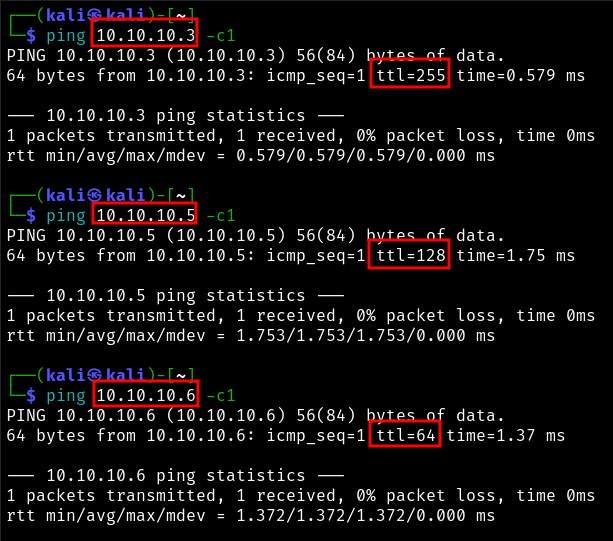 ┌──(kali㉿kali)-[~]
└─$ ping 10.10.10.3 -c1
PING 10.10.10.3 (10.10.10.3) 56(84) bytes of data.
64 bytes from 10.10.10.3: icmp_seq=1 ttl=255 time=0.579 ms
--- 10.10.10.3 ping statistics ---
1 packets transmitted, 1 received, 0% packet loss, time 0ms
rtt min/avg/max/mdev = 0.579/0.579/0.579/0.000 ms
┌──(kali㉿kali)-[~]
└─$ ping 10.10.10.5 -c1
PING 10.10.10.5 (10.10.10.5) 56(84) bytes of data.
64 bytes from 10.10.10.5: icmp_seq=1 ttl=128 time=1.75 ms
--- 10.10.10.5 ping statistics ---
1 packets transmitted, 1 received, 0% packet loss, time 0ms
rtt min/avg/max/mdev = 1.753/1.753/1.753/0.000 ms
┌──(kali㉿kali)-[~]
└─$ ping 10.10.10.6 -c1
PING 10.10.10.6 (10.10.10.6) 56(84) bytes of data.
64 bytes from 10.10.10.6: icmp_seq=1 ttl=64 time=1.37 ms
--- 10.10.10.6 ping statistics ---
1 packets transmitted, 1 received, 0% packet loss, time 0ms
rtt min/avg/max/mdev = 1.372/1.372/1.372/0.000 ms